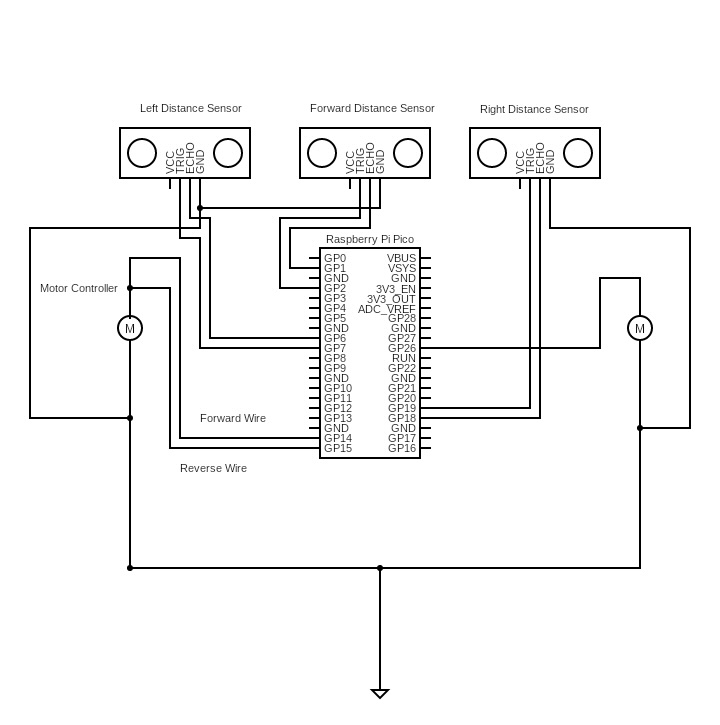 Left Distance Sensor
Forward Distance Sensor
Right Distance Sensor
VCC
TRIG
ECHO
GND
VCC
TRIG
ECHO
GND
VCC
TRIG
ECHO
GND
Raspberry Pi Pico
GP0 VBUS
GP1 VSYS
GND GND
GP2 3V3_EN
GP3 3V3_OUT
GP4 ADC_VREF
GP5 GP28
GND GND
GP6 GP27
GP7 GP26
GP8 RUN
GP9 GP22
GND GND
GP10 GP21
GP11 GP20
GP12 GP19
GP13 GP18
GND GND
GP14 GP17
GP15 GP16
Motor Controller
M
M
Forward Wire
Reverse Wire